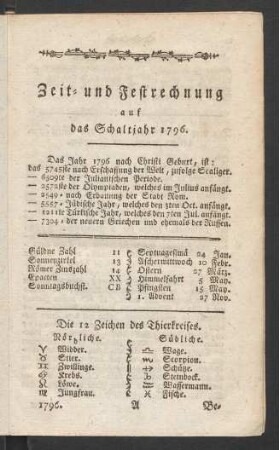 Zeit- und Festrechnung
auf
das Schaltjahr 1796.
Das Jahr 1796 nach Christi Geburt, ist:
das 5745ste nach Erschaffung der Welt, zufolge Scaliger.
— 6509te der Julianischen Periode.
— 2572ste der Olympiaden, welches im Julius anfängt.
— 2549 - nach Erbauung der Stadt Rom.
— 5557 - Jüdische Jahr, welches den 3ten Oct. anfängt.
— 1211te Türkische Jahr, welches den 7ten Jul. anfängt.
— 7304 - der neuern Griechen und ehemals der Russen.
Güldne Zahl 11 Septuagesimä 24 Jan.
Sonnenzirkel 13 Aschermittwoch 10 Febr.
Römer Zinszahl 14 Ostern 27 März.
Epacten XX Himmelfahrt 5 May.
Sonntagsbuchst. CB Pfingsten 15 May.
1. Advent 27 Nov.
Die 12 Zeichen des Thierkreises.
Nördliche. Südliche.
♈ Widder. ♎ Wage.
♉ Stier. ♏ Scorpion.
♊ Zwillinge. ♐ Schütze.
♋ Krebs. ♑ Steinbock.
♌ Löwe. ♒ Wassermann.
♍ Jungfrau. ♓ Fische.
1796. A Be-